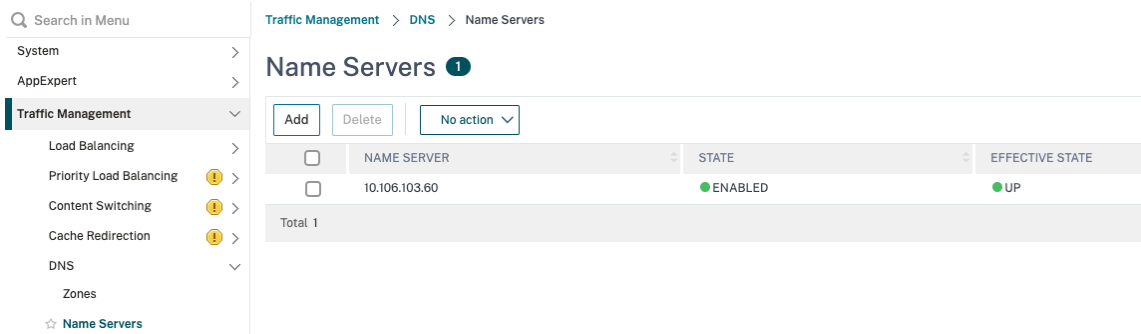 Search in Menu
System
AppExpert
Traffic Management
Load Balancing
Priority Load Balancing
Content Switching
Cache Redirection
DNS
Zones
Name Servers
Traffic Management > DNS > Name Servers
Name Servers 1
Add Delete No action
NAME SERVER STATE EFFECTIVE STATE
10.106.103.60 ENABLED UP
Total 1